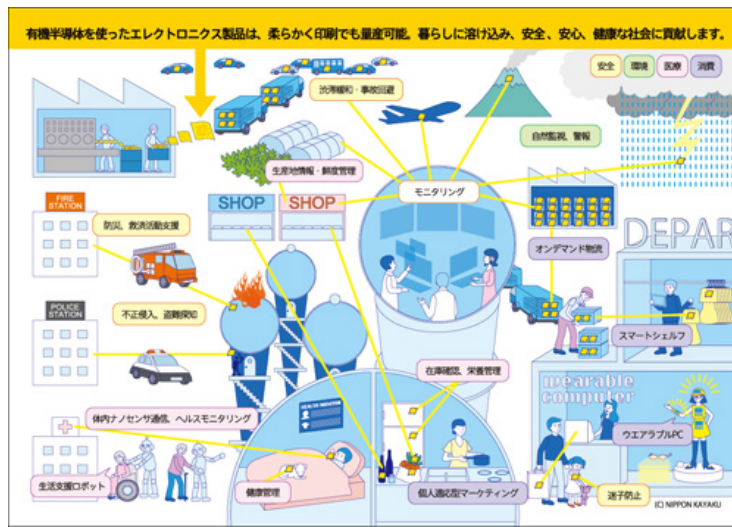 有機半導体を使ったエレクトロニクス製品は、柔らかく印刷でも量産可能。暮らしに溶け込み、安全、安心、健康な社会に貢献します。
安全 環境 医療 消費
渋滞緩和・事故回避
自然監視、警報
生産地情報・鮮度管理
モニタリング
FIRE
STATION
SHOP
SHOP
防災、救済活動支援
オンデマンド物流
DEPAR
POLICE
STATION
不正侵入、盗難探知
スマートシェルフ
在庫確認、栄養管理
wearable
computer
HEALTH MONITOR
体内ナノセンサ通信、ヘルスモニタリング
ウエアラブルPC
生活支援ロボット
健康管理
個人適応型マーケティング
迷子防止
(C) NIPPON KAYAKU